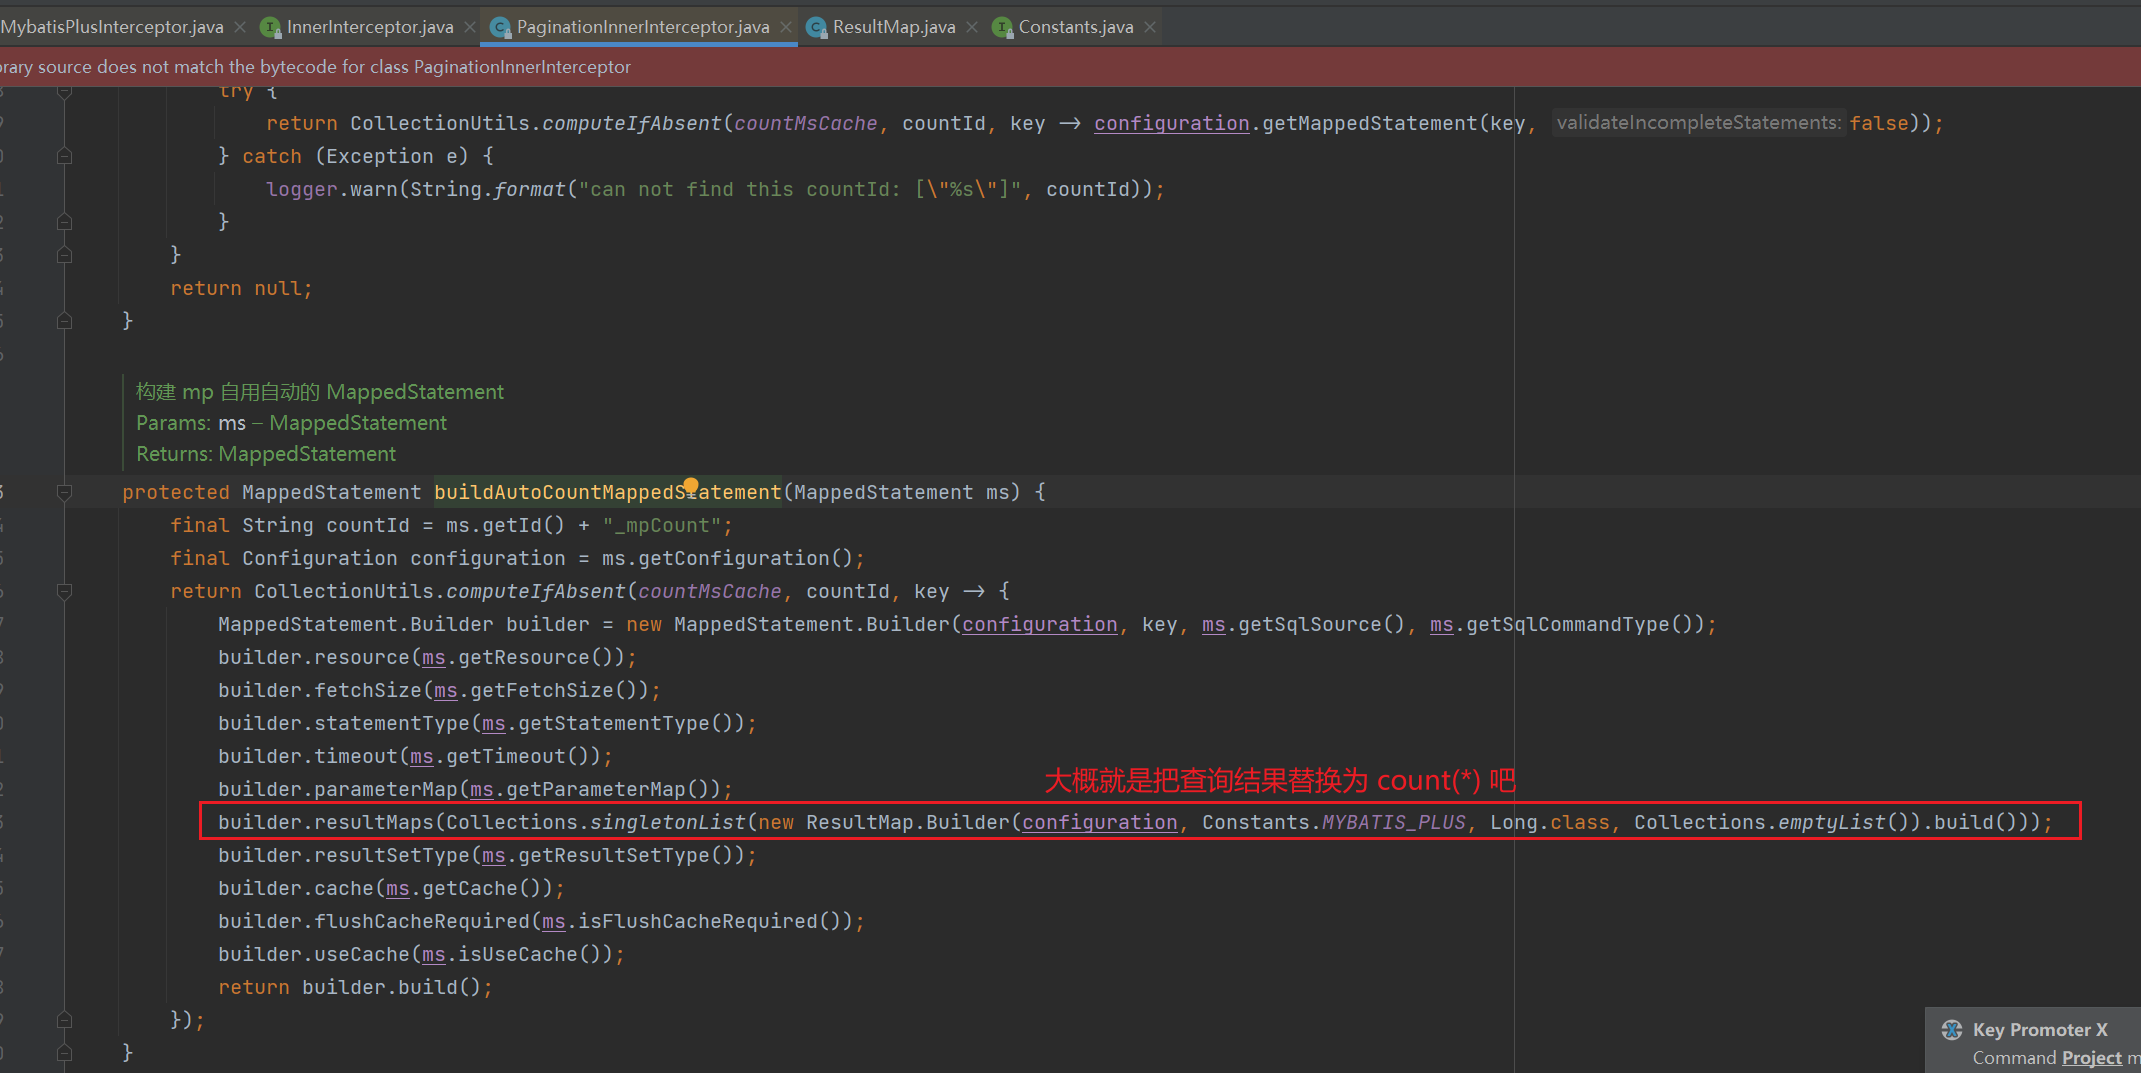 MybatisPlusInterceptor.java InnerInterceptor.java PaginationInnerInterceptor.java ResultMap.java Constants.java
source does not match the bytecode for class PaginationInnerInterceptor
try {
return CollectionUtils.computeIfAbsent(countMsCache, countId, key -> configuration.getMappedStatement(key, validateIncompleteStatements: false));
} catch (Exception e) {
logger.warn(String.format("can not find this countId: [\"%s\"]", countId));
}
}
return null;
}
构建 mp 自用自动的 MappedStatement
Params: ms – MappedStatement
Returns: MappedStatement
protected MappedStatement buildAutoCountMappedStatement(MappedStatement ms) {
final String countId = ms.getId() + "_mpCount";
final Configuration configuration = ms.getConfiguration();
return CollectionUtils.computeIfAbsent(countMsCache, countId, key -> {
MappedStatement.Builder builder = new MappedStatement.Builder(configuration, key, ms.getSqlSource(), ms.getSqlCommandType());
builder.resource(ms.getResource());
builder.fetchSize(ms.getFetchSize());
builder.statementType(ms.getStatementType());
builder.timeout(ms.getTimeout());
builder.parameterMap(ms.getParameterMap());
大概就是把查询结果替换为 count(*) 吧
builder.resultMaps(Collections.singletonList(new ResultMap.Builder(configuration, Constants.MYBATIS_PLUS, Long.class, Collections.emptyList()).build()));
builder.resultSetType(ms.getResultSetType());
builder.cache(ms.getCache());
builder.flushCacheRequired(ms.isFlushCacheRequired());
builder.useCache(ms.isUseCache());
return builder.build();
});
}
Key Promoter X
Command Project m